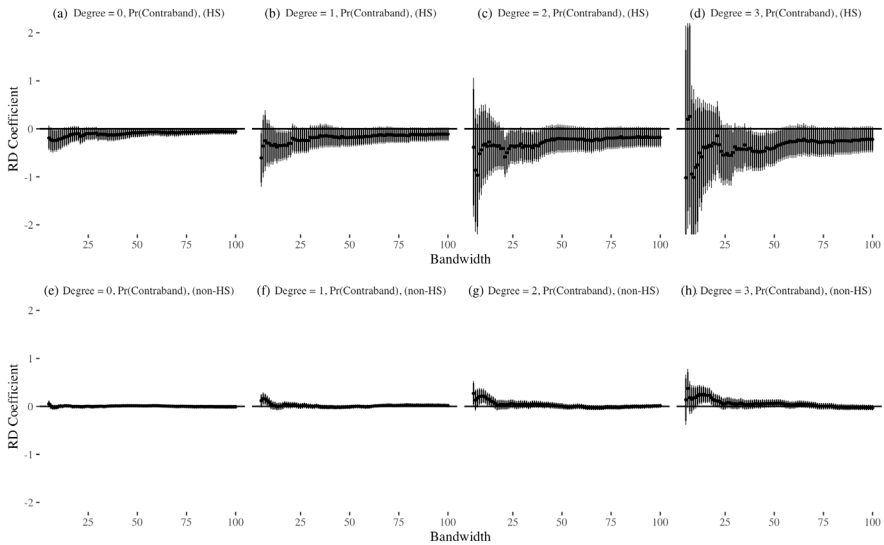 (a) Degree = 0, Pr(Contraband), (HS)
(b) Degree = 1, Pr(Contraband), (HS)
(c) Degree = 2, Pr(Contraband), (HS)
(d) Degree = 3, Pr(Contraband), (HS)
RD Coefficient
2
1
0
-1
-2
25 50 75 100
25 50 75 100
25 50 75 100
25 50 75 100
Bandwidth
(e) Degree = 0, Pr(Contraband), (non-HS)
(f) Degree = 1, Pr(Contraband), (non-HS)
(g) Degree = 2, Pr(Contraband), (non-HS)
(h) Degree = 3, Pr(Contraband), (non-HS)
RD Coefficient
2
1
0
-1
-2
25 50 75 100
25 50 75 100
25 50 75 100
25 50 75 100
Bandwidth